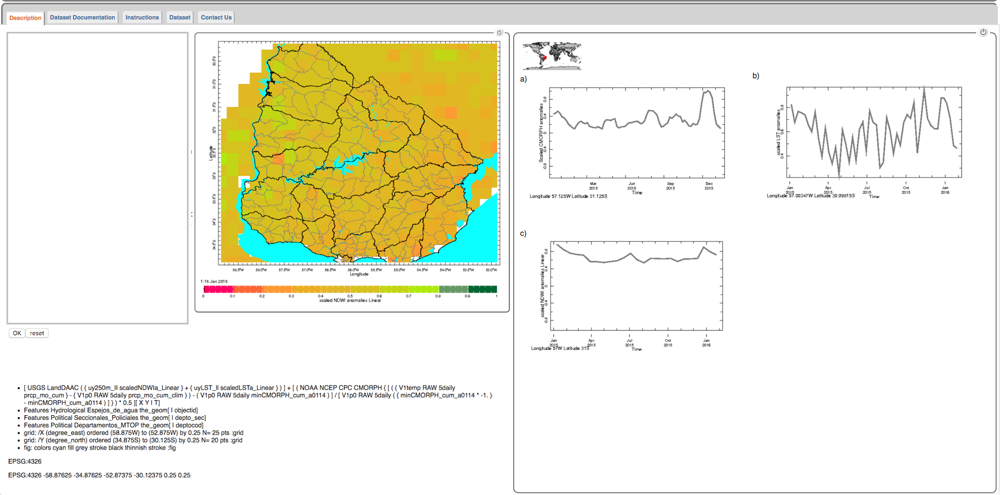 Description Dataset Documentation Instructions Dataset Contact Us
30.5°S
31.0°S
31.5°S
32°S
32.5°S
33°S
33.5°S
34°S
34.5°S
Latitude
58.5°W 58.0°W 57.5°W 57.0°W 56.5°W 56.0°W 55.5°W 55.0°W 54.5°W 54.0°W 53.5°W 53.0°W
Longitude
1-16 Jan 2016
0 0.1 0.2 0.3 0.4 0.5 0.6 0.7 0.8 0.9 1
scaled NDWI anomalies Linear
OK reset
a)
Scaled CMORPH anomalies
0.8
0.4
0
-0.4
-0.8
Mar Jun Sep Dec
2015 2015 2015 2015
Time
Longitude 57.125W Latitude 31.125S
b)
scaled LST anomalies
0.8
0.6
0.4
1 1 1 1 1
Jan Apr Jul Oct Jan
2015 2015 2015 2015 2016
Longitude 57.00347W Latitude 30.99815S Time
c)
scaled NDWI anomalies Linear
0.8
0.4
0
-0.4
-0.8
1 1 1 1 1
Jan Apr Jul Oct Jan
2015 2015 2015 2015 2016
Longitude 57W Latitude 31S Time
• [ USGS LandDAAC ( { uy250m_II scaledNDWIa_Linear } + { uyLST_II scaledLSTa_Linear } ) ] + [ ( NOAA NCEP CPC CMORPH { [ ( { V1temp RAW 5daily
prcp_mo_cum } - { V1p0 RAW 5daily prcp_mo_cum_clim } ) - ( V1p0 RAW 5daily minCMORPH_cum_a0114 ) ] / [ V1p0 RAW 5daily ( { minCMORPH_cum_a0114 * -1. }
- minCMORPH_cum_a0114 ) ] } ) * 0.5 ][ X Y | T]
• Features Hydrological Espejos_de_agua the_geom[ | objectid]
• Features Political Seccionales_Policiales the_geom[ | depto_sec]
• Features Political Departamentos_MTOP the_geom[ | deptocod]
• grid: /X (degree_east) ordered (58.875W) to (52.875W) by 0.25 N= 25 pts :grid
• grid: /Y (degree_north) ordered (34.875S) to (30.125S) by 0.25 N= 20 pts :grid
• fig: colors cyan fill grey stroke black thinnish stroke :fig
EPSG:4326
EPSG:4326 -58.87625 -34.87625 -52.87375 -30.12375 0.25 0.25